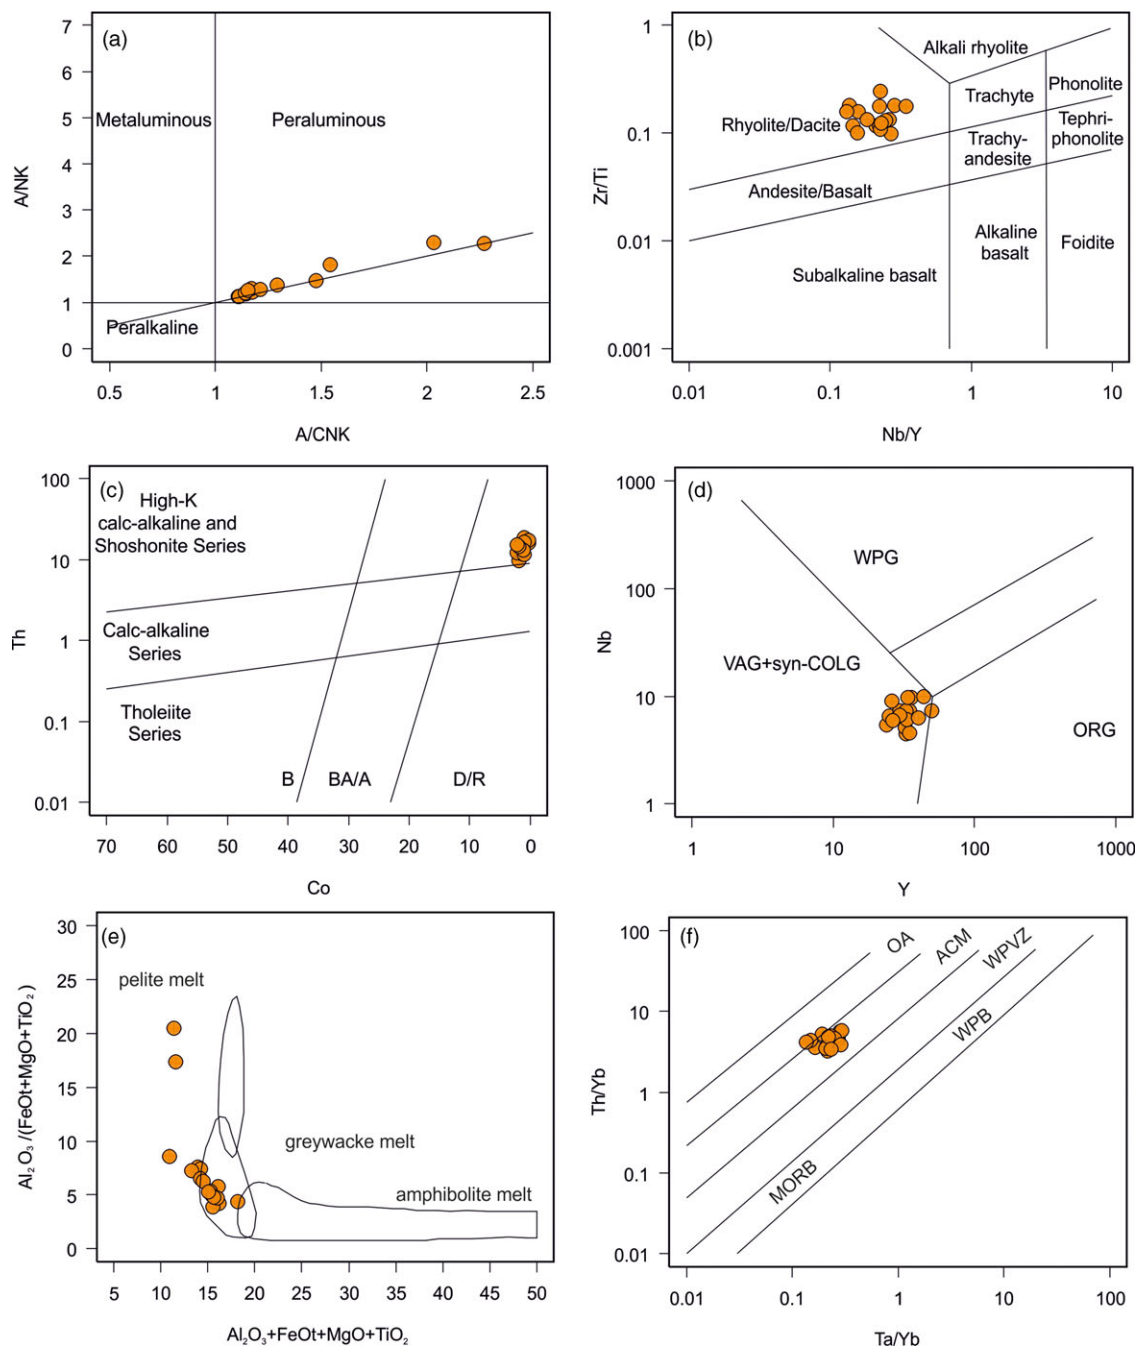 (a)
7
6
5
4
3
2
1
0
A/NK
Metaluminous
Peraluminous
Peralkaline
0.5
1
1.5
2
2.5
A/CNK
(b)
1
0.1
0.01
0.001
Zr/Ti
Alkali rhyolite
Phonolite
Trachyte
Rhyolite/Dacite
Tephri-
phonolite
Trachy-
andesite
Andesite/Basalt
Alkaline
basalt
Foidite
Subalkaline basalt
0.01
0.1
1
10
Nb/Y
(c)
100
10
1
0.1
0.01
Th
High-K
calc-alkaline and
Shoshonite Series
Calc-alkaline
Series
Tholeiite
Series
B
BA/A
D/R
70
60
50
40
30
20
10
0
Co
(d)
1000
100
10
1
Nb
WPG
VAG+syn-COLG
ORG
1
10
100
1000
Y
(e)
30
25
20
15
10
5
0
Al₂O₃/(FeOt+MgO+TiO₂)
pelite melt
greywacke melt
amphibolite melt
5
10
15
20
25
30
35
40
45
50
Al₂O₃+FeOt+MgO+TiO₂
(f)
100
10
1
0.1
0.01
Th/Yb
OA
ACM
WPVZ
WPB
MORB
0.01
0.1
1
10
100
Ta/Yb